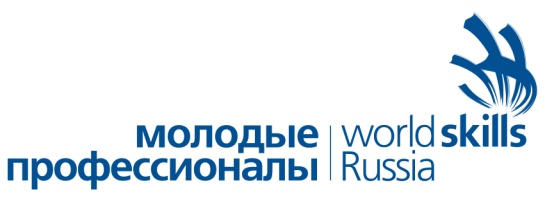 молодые
профессионалы
worldskills
Russia